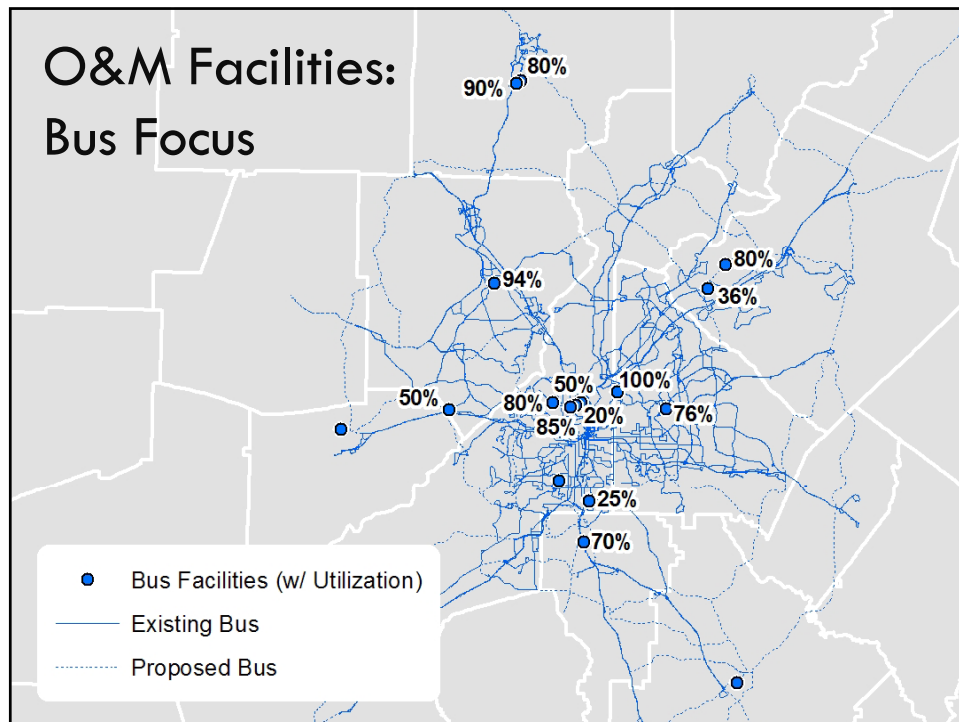 O&M Facilities:
Bus Focus
80%
90%
80%
94%
36%
50%
100%
50%
80%
20%
76%
85%
25%
70%
Bus Facilities (w/ Utilization)
Existing Bus
Proposed Bus